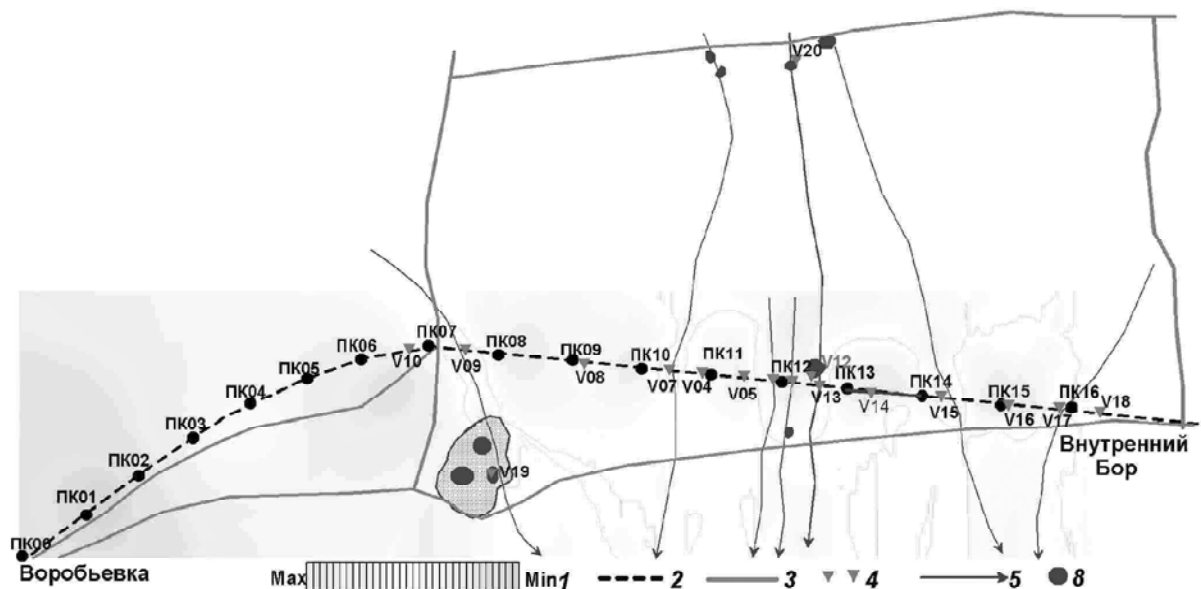 V20
ПК06 ПК07 ПК08 ПК09 ПК10 ПК11 ПК12 V12 ПК13 ПК14 ПК15 ПК16
V10 V09 V08 V07 V04 V05 V13 V14 V15 V16 V17 V18
ПК05
ПК04
ПК03
ПК02
ПК01
ПК00
V19
Внутренний
Бор
Воробьевка
Max Min 1 2 3 4 5 8